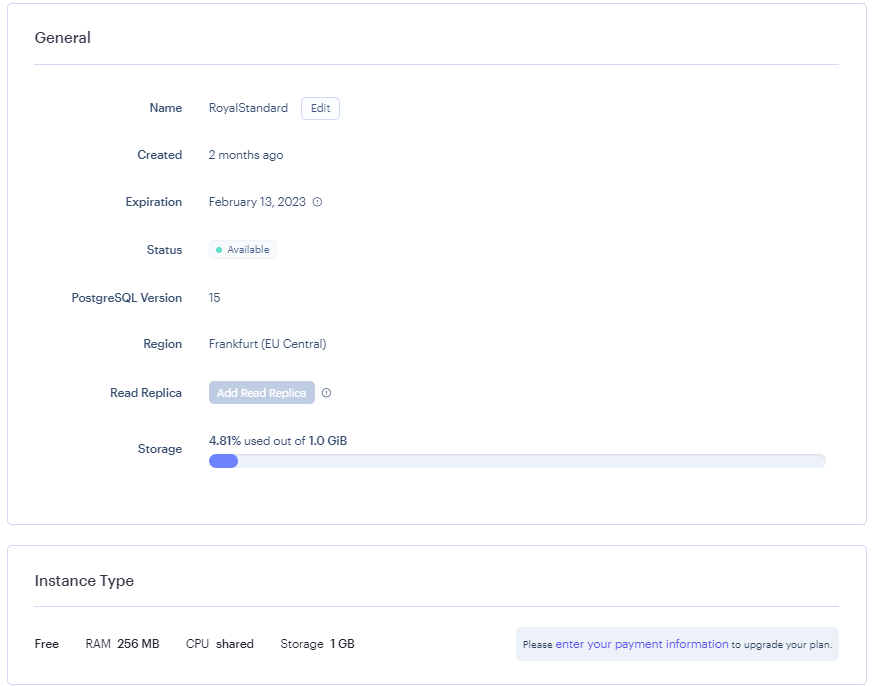 General
Name RoyalStandard Edit
Created 2 months ago
Expiration February 13, 2023
Status Available
PostgreSQL Version 15
Region Frankfurt (EU Central)
Read Replica Add Read Replica
Storage 4.81% used out of 1.0 GiB
Instance Type
Free RAM 256 MB CPU shared Storage 1 GB Please enter your payment information to upgrade your plan.